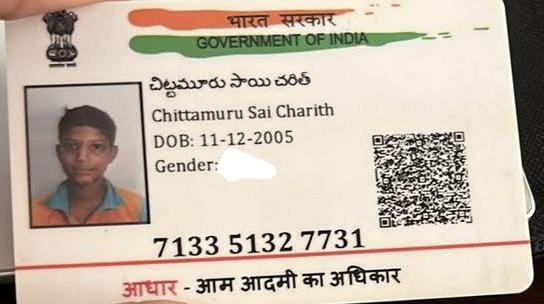 भारत सरकार
GOVERNMENT OF INDIA
చిట్టమూరు సాయి చరిత్
Chittamuru Sai Charith
DOB: 11-12-2005
Gender:
7133 5132 7731
आधार - आम आदमी का अधिकार